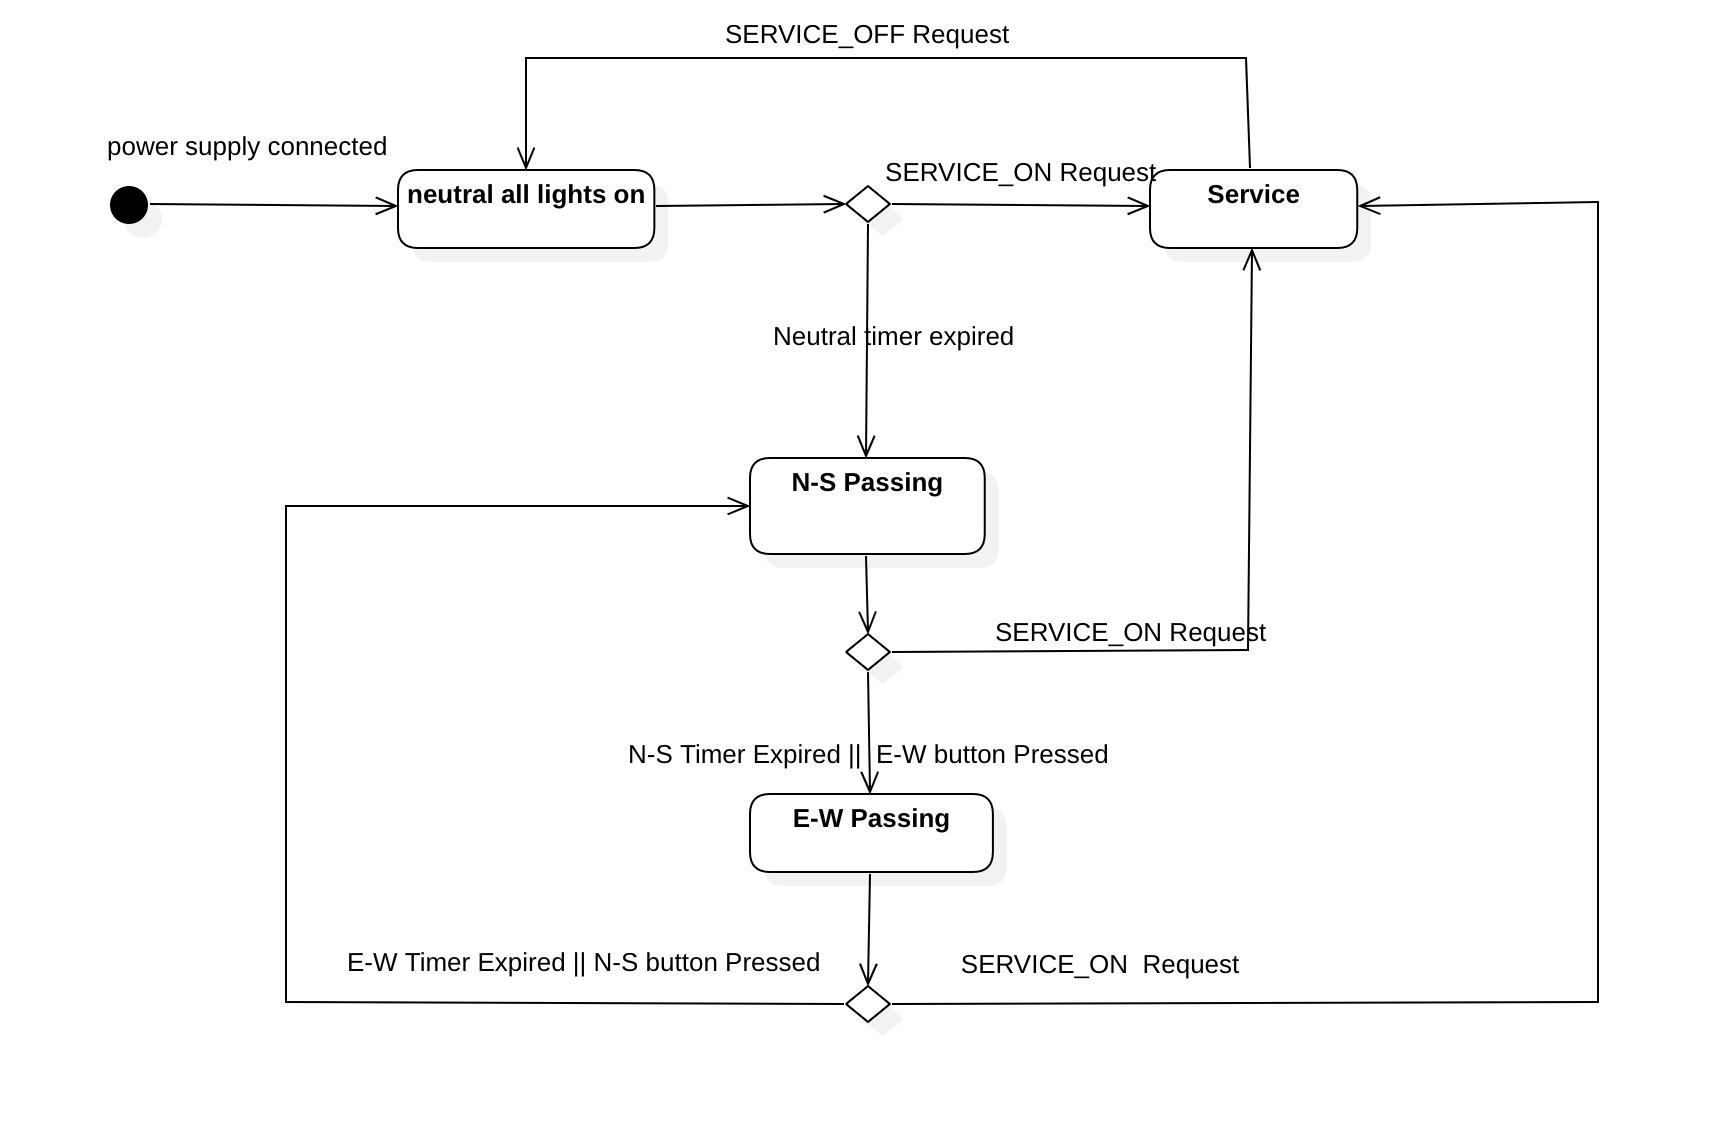 SERVICE_OFF Request
power supply connected
SERVICE_ON Request
neutral all lights on
Service
Neutral timer expired
N-S Passing
SERVICE_ON Request
N-S Timer Expired ||  E-W button Pressed
E-W Passing
E-W Timer Expired || N-S button Pressed
SERVICE_ON  Request